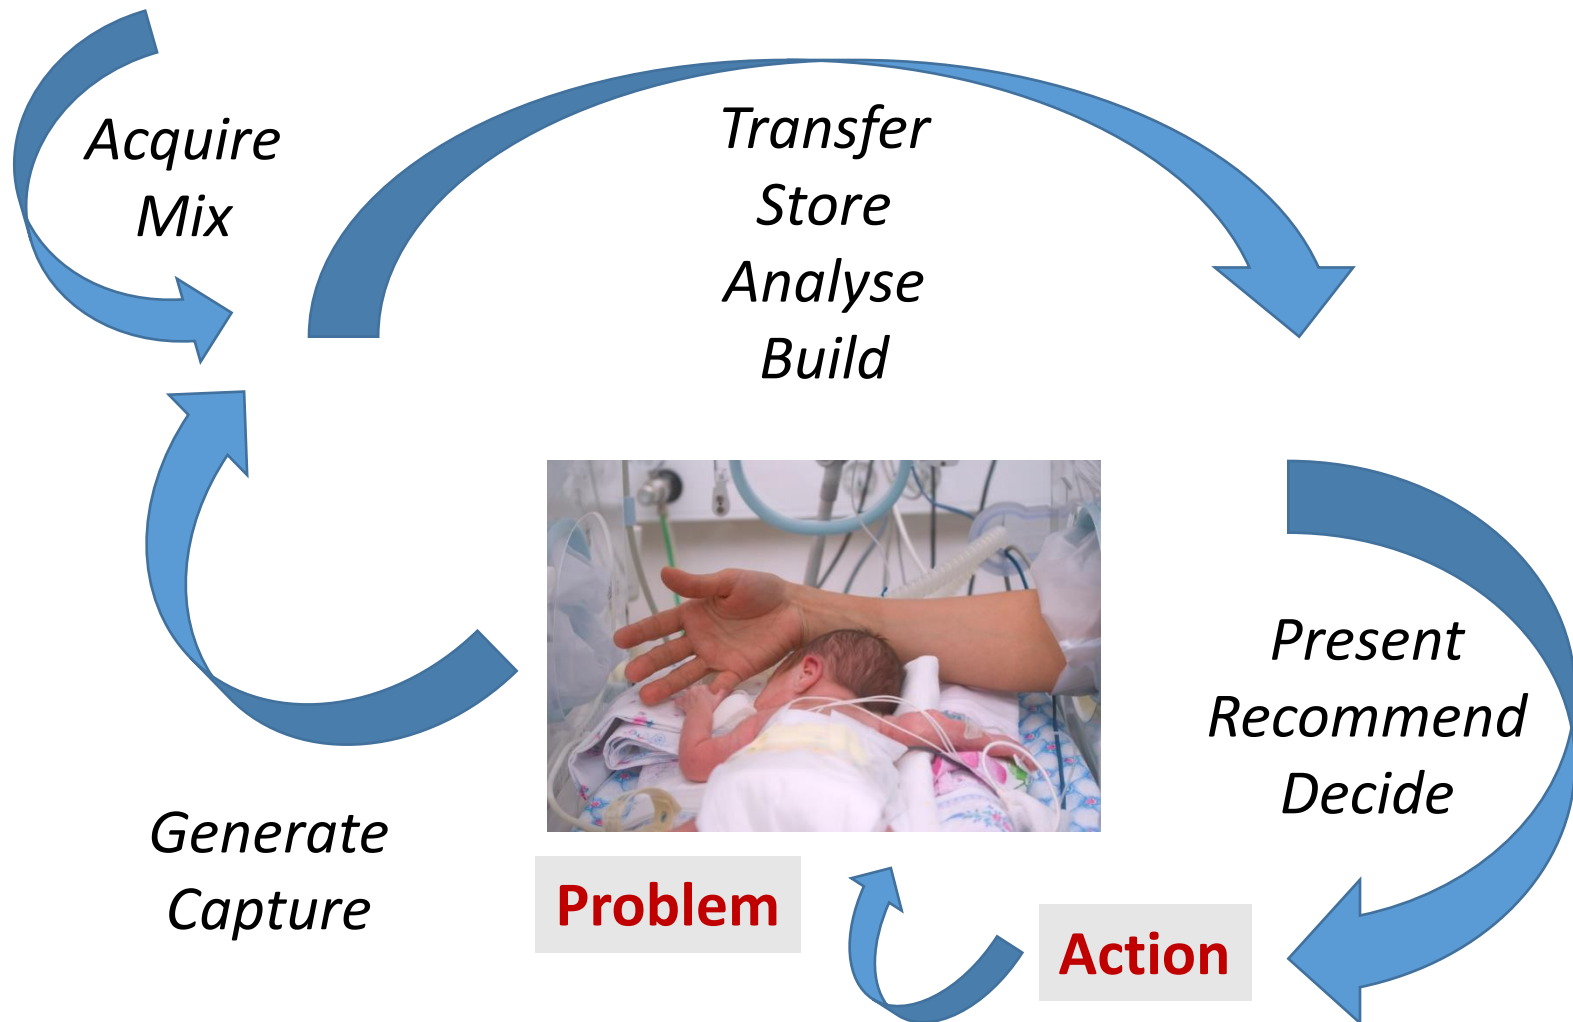 Acquire
Mix
Transfer
Store
Analyse
Build
Present
Recommend
Decide
Generate
Capture
Problem
Action